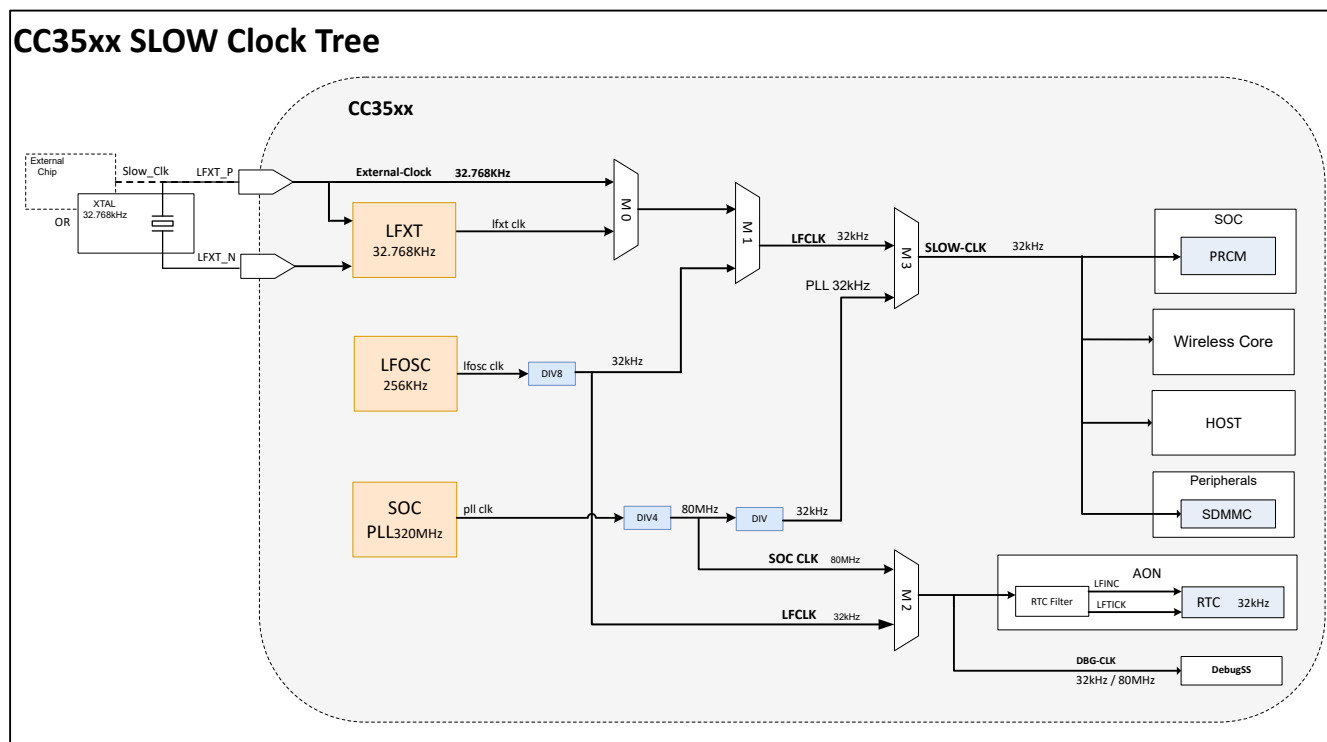 CC35xx SLOW Clock Tree
CC35xx
External
Chip
Slow_Clk
LFXT_P
OR
XTAL
32.768kHz
LFXT_N
External-Clock 32.768KHz
LFXT
32.768KHz
lfxt clk
M 0
M 1
LFCLK 32kHz
M 3
SLOW-CLK 32kHz
PLL 32kHz
SOC
PRCM
Wireless Core
HOST
Peripherals
SDMMC
LFOSC
256KHz
lfosc clk
DIV8
32kHz
SOC
PLL320MHz
pll clk
DIV4
80MHz
DIV
32kHz
SOC CLK 80MHz
LFCLK 32kHz
M 2
AON
RTC Filter
LFINC
LFTICK
RTC 32kHz
DBG-CLK
32kHz / 80MHz
DebugSS